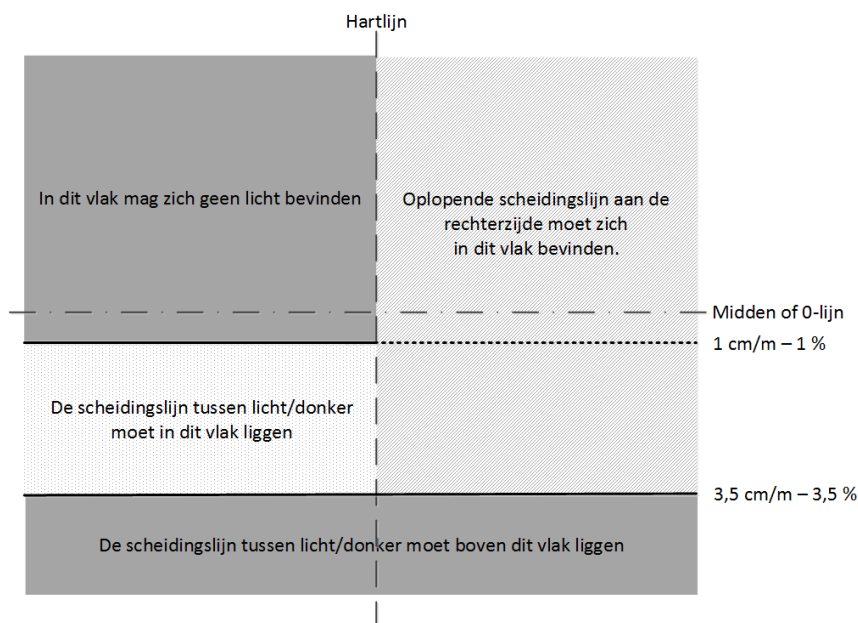 Hartlijn
In dit vlak mag zich geen licht bevinden
Oplopende scheidingslijn aan de
rechterzijde moet zich
in dit vlak bevinden.
Midden of 0-lijn
1 cm/m – 1 %
De scheidingslijn tussen licht/donker
moet in dit vlak liggen
3,5 cm/m – 3,5 %
De scheidingslijn tussen licht/donker moet boven dit vlak liggen